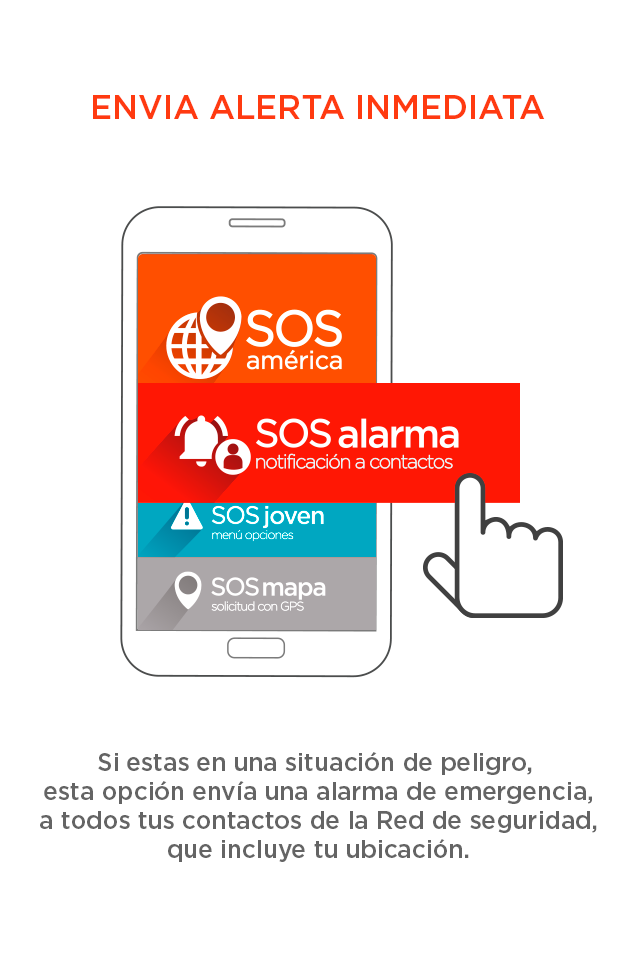 ENVIA ALERTA INMEDIATA
SOS
américa
SOS alarma
notificación a contactos
SOS joven
menú opciones
SOS mapa
solicitud con GPS
Si estas en una situación de peligro,
esta opción envía una alarma de emergencia,
a todos tus contactos de la Red de seguridad,
que incluye tu ubicación.